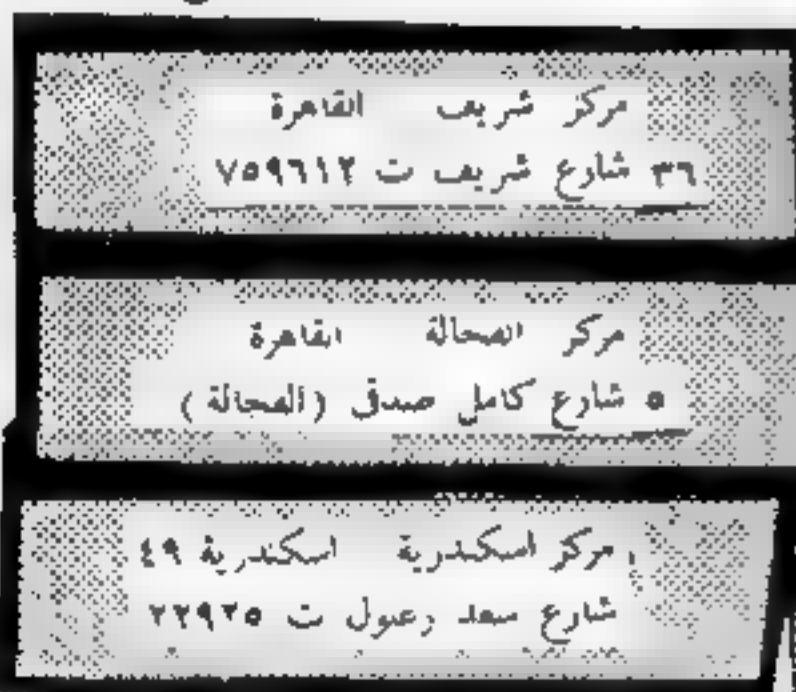 مركز شريف القاهرة
٣٦ شارع شريف ت ٧٥٩٦١٢
مركز الفجالة القاهرة
٥ شارع كامل صدقى (الفجالة)
مركز اسكندرية اسكندرية ٤٩
شارع سعد زغلول ت ٢٢٩٢٥